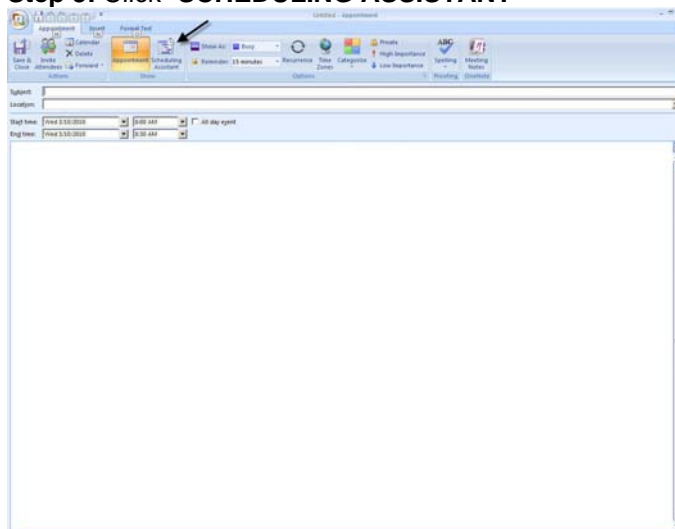 Click "SCHEDULING ASSISTANT"
Untitled - Appointment
Appointment Insert Format Text
Calendar
Delete
Forward
Save & Close
Invite Attendees
Appointment
Scheduling Assistant
Show As: Busy
Reminder: 15 minutes
Recurrence
Time Zones
Categorize
Private
High Importance
Low Importance
Spelling
Meeting Notes
Actions Show Options Proofing OneNote
Subject:
Location:
Start time: Wed 3/10/2010 8:00 AM All day event
End time: Wed 3/10/2010 8:30 AM